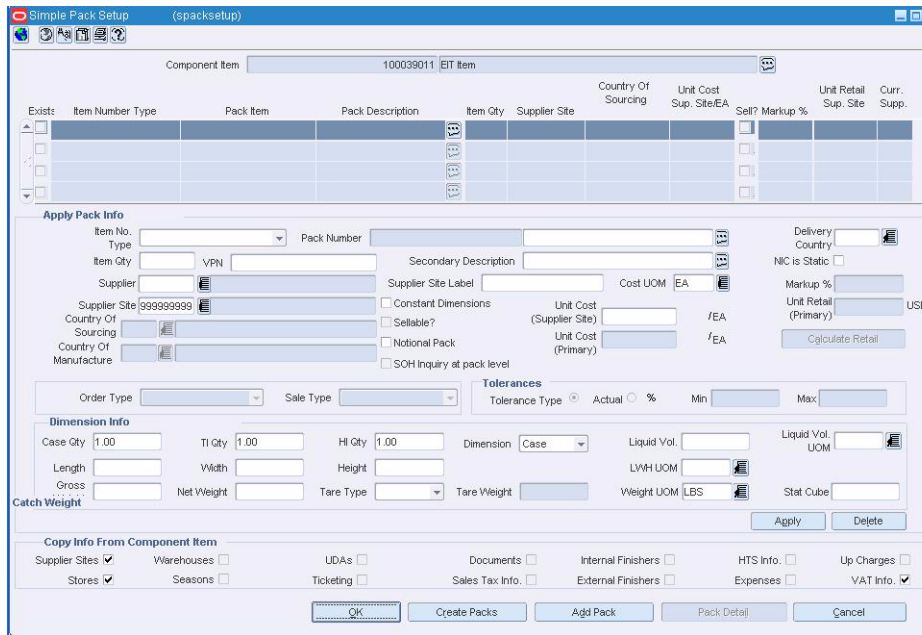 Simple Pack Setup (spacksetup)
Component Item 100039011 EIT Item
Country Of Unit Cost Unit Retail Curr.
Exists Item Number Type Pack Item Pack Description Item Qty Supplier Site Sourcing Sup. Site/EA Sell? Markup % Sup. Site Supp.
Apply Pack Info
Item No. Type Pack Number Delivery Country
Item Qty VPN Secondary Description NIC is Static
Supplier Supplier Site Label Cost UOM EA Markup %
Supplier Site 999999999 Constant Dimensions Unit Cost (Supplier Site) /EA Unit Retail (Primary) US
Country Of Sourcing Sellable?
Notional Pack Unit Cost (Primary) /EA Calculate Retail
Country Of Manufacture SOH Inquiry at pack level
Order Type Sale Type Tolerances
Tolerance Type Actual % Min Max
Dimension Info
Case Qty 1.00 TI Qty 1.00 HI Qty 1.00 Dimension Case Liquid Vol. Liquid Vol. UOM
Length Width Height LWH UOM
Gross Net Weight Tare Type Tare Weight Weight UOM LBS Stat Cube
Catch Weight
Apply Delete
Copy Info From Component Item
Supplier Sites Warehouses UDAs Documents Internal Finishers HTS Info. Up Charges
Stores Seasons Ticketing Sales Tax Info. External Finishers Expenses VAT Info.
OK Create Packs Add Pack Pack Detail Cancel